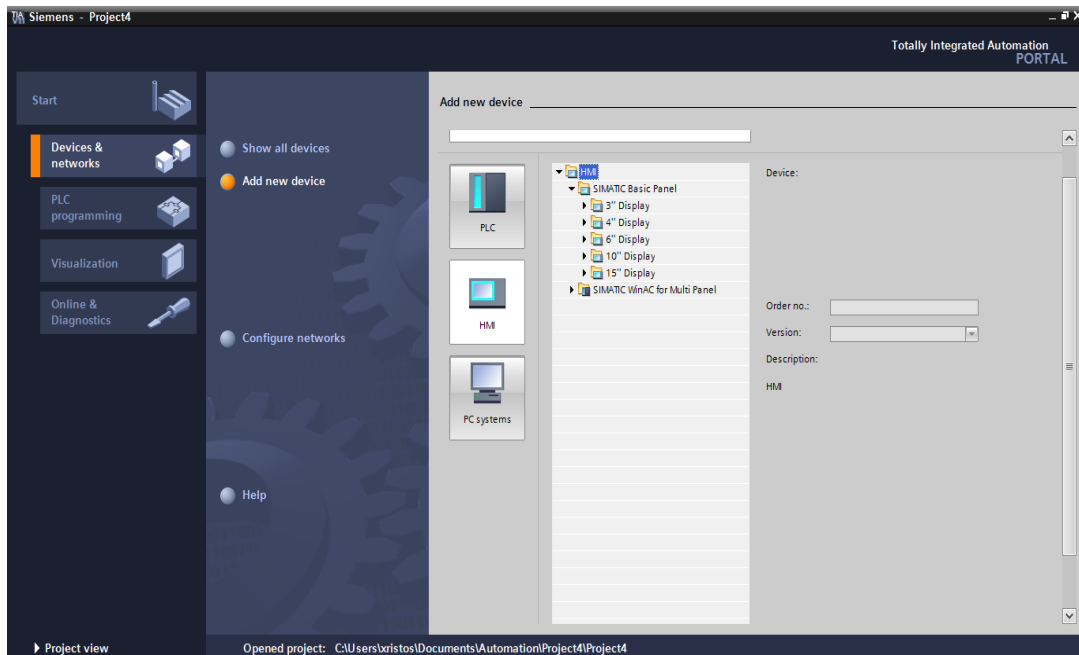 Siemens - Project4
Totally Integrated Automation
PORTAL
Start
Devices &
networks
PLC
programming
Visualization
Online &
Diagnostics
Show all devices
Add new device
Configure networks
Help
Add new device
PLC
HMI
PC systems
HMI
SIMATIC Basic Panel
3" Display
4" Display
6" Display
10" Display
15" Display
SIMATIC WinAC for Multi Panel
Device:
Order no.:
Version:
Description:
HMI
Project view
Opened project: C:\Users\xristos\Documents\Automation\Project4\Project4